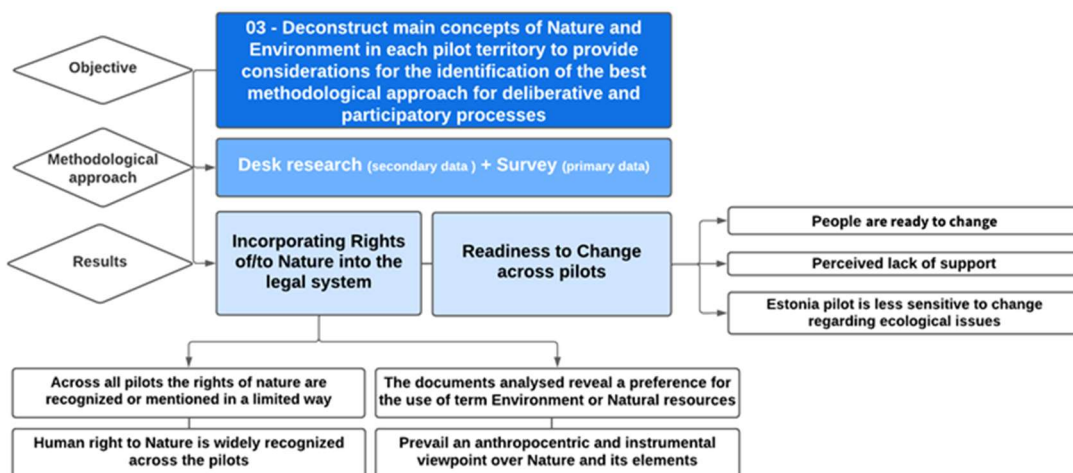 Objective
03 - Deconstruct main concepts of Nature and
Environment in each pilot territory to provide
considerations for the identification of the best
methodological approach for deliberative and
participatory processes
Methodological
approach
Desk research (secondary data ) + Survey (primary data)
Results
Incorporating Rights
of/to Nature into the
legal system
Readiness to Change
across pilots
People are ready to change
Perceived lack of support
Estonia pilot is less sensitive to change
regarding ecological issues
Across all pilots the rights of nature are
recognized or mentioned in a limited way
The documents analysed reveal a preference for
the use of term Environment or Natural resources
Human right to Nature is widely recognized
across the pilots
Prevail an anthropocentric and instrumental
viewpoint over Nature and its elements